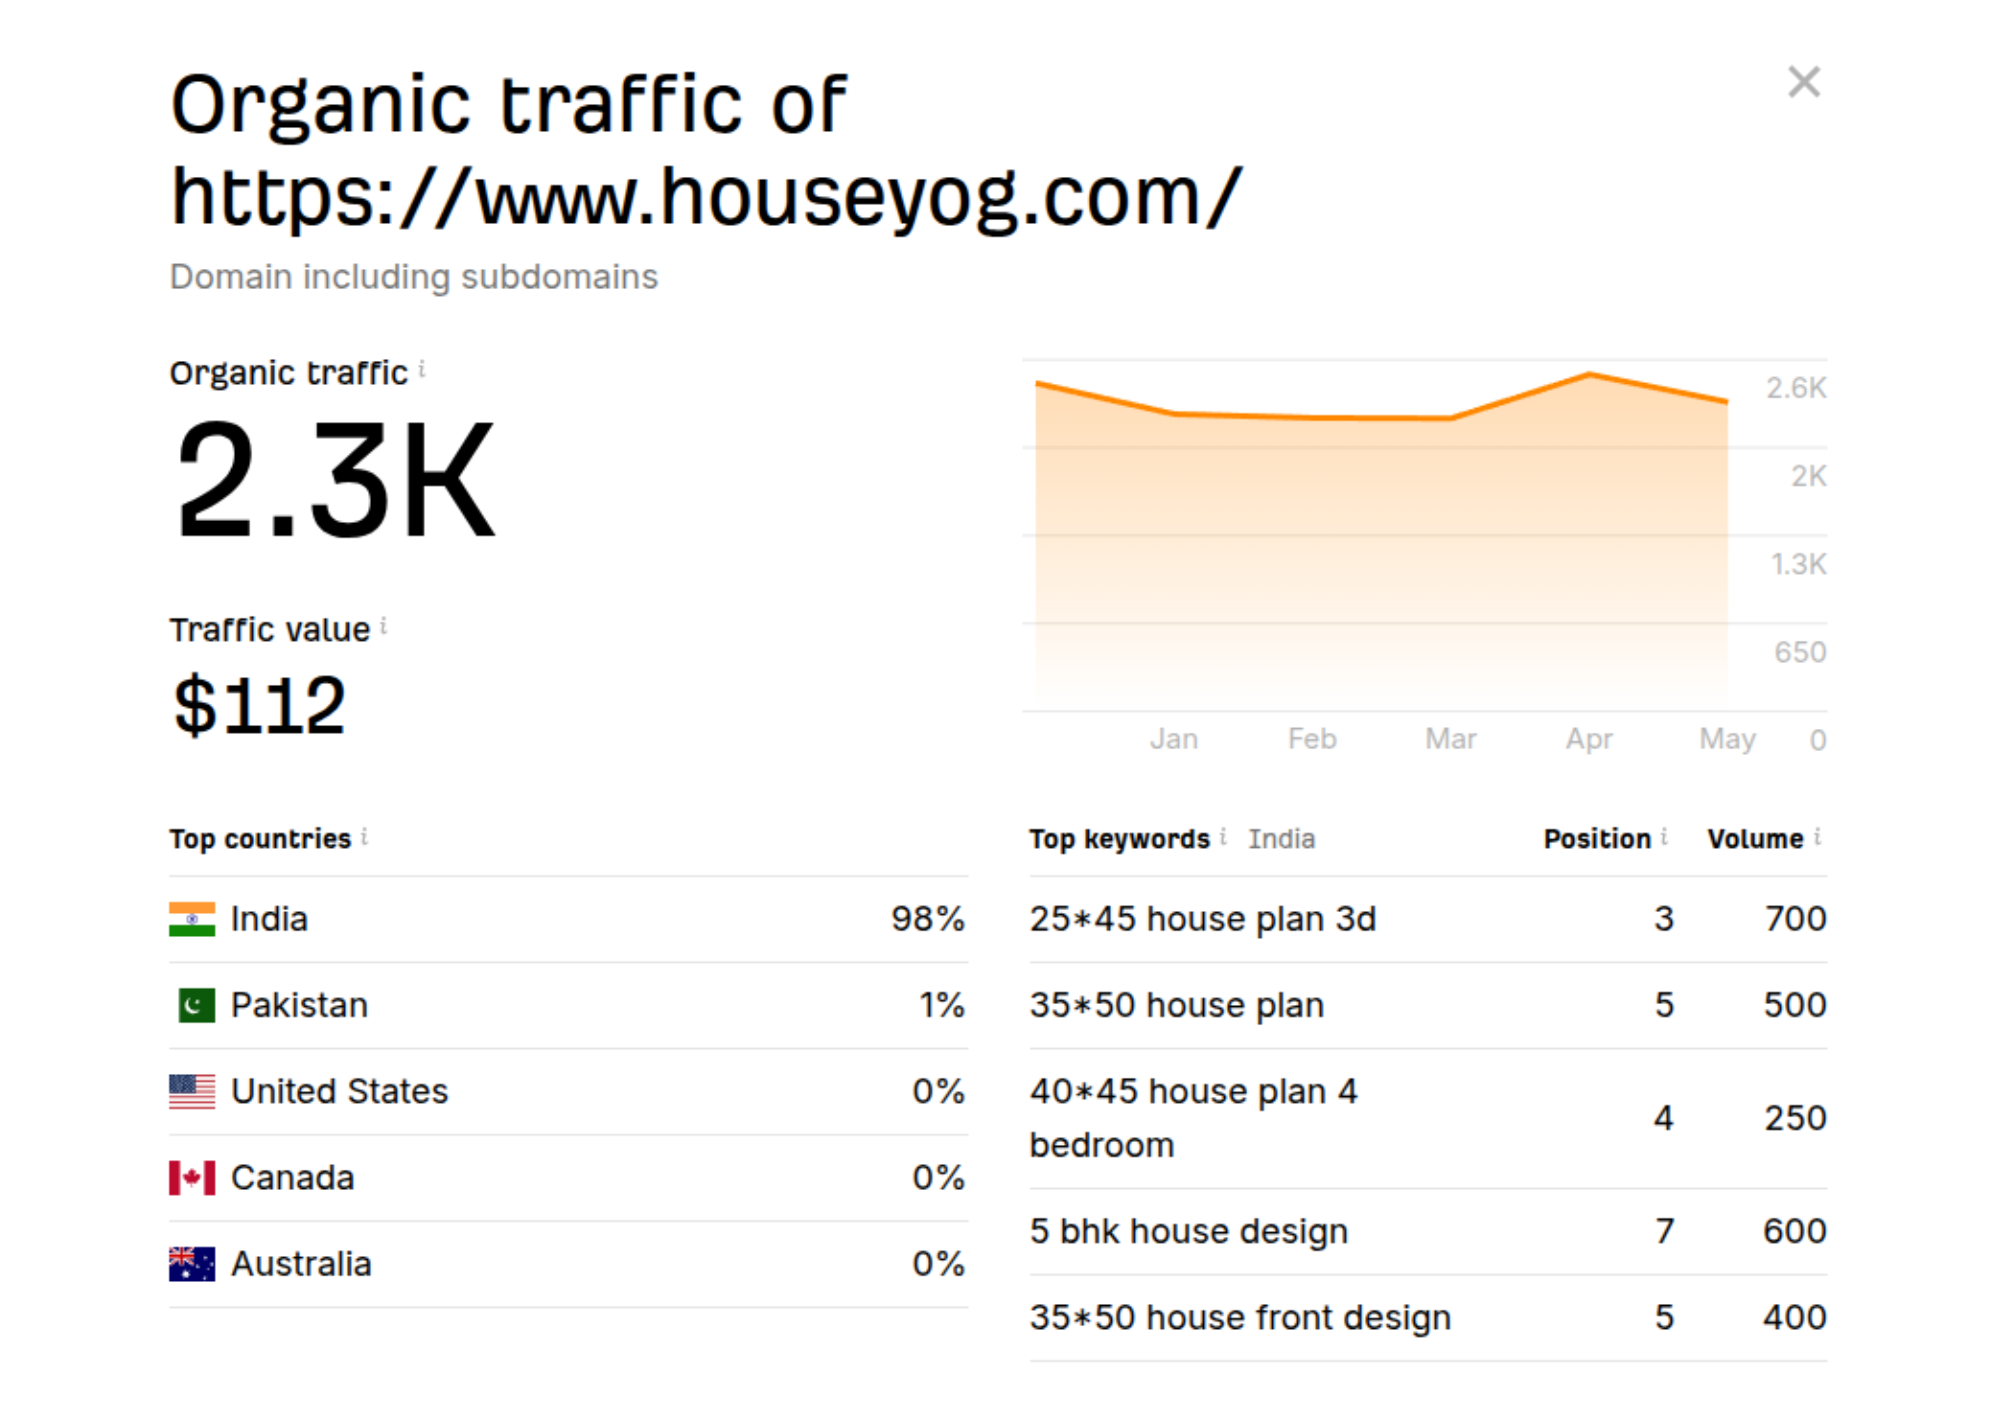 Organic traffic of
https://www.houseyog.com/
Domain including subdomains
Organic traffic i
2.3K
Traffic value i
$112
2.6K
2K
1.3K
650
Jan Feb Mar Apr May 0
Top countries i
India 98%
Pakistan 1%
United States 0%
Canada 0%
Australia 0%
Top keywords i India Position i Volume i
25*45 house plan 3d 3 700
35*50 house plan 5 500
40*45 house plan 4
bedroom 4 250
5 bhk house design 7 600
35*50 house front design 5 400